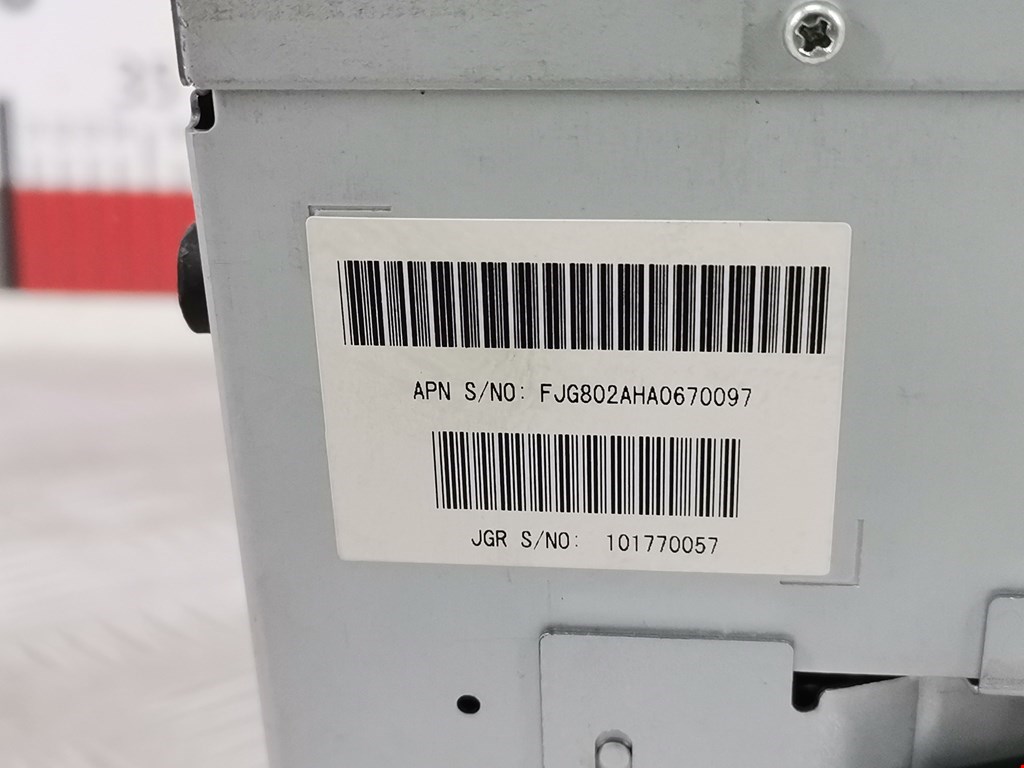 APN S/NO: FJG802AHA0670097
JGR S/NO: 101770057